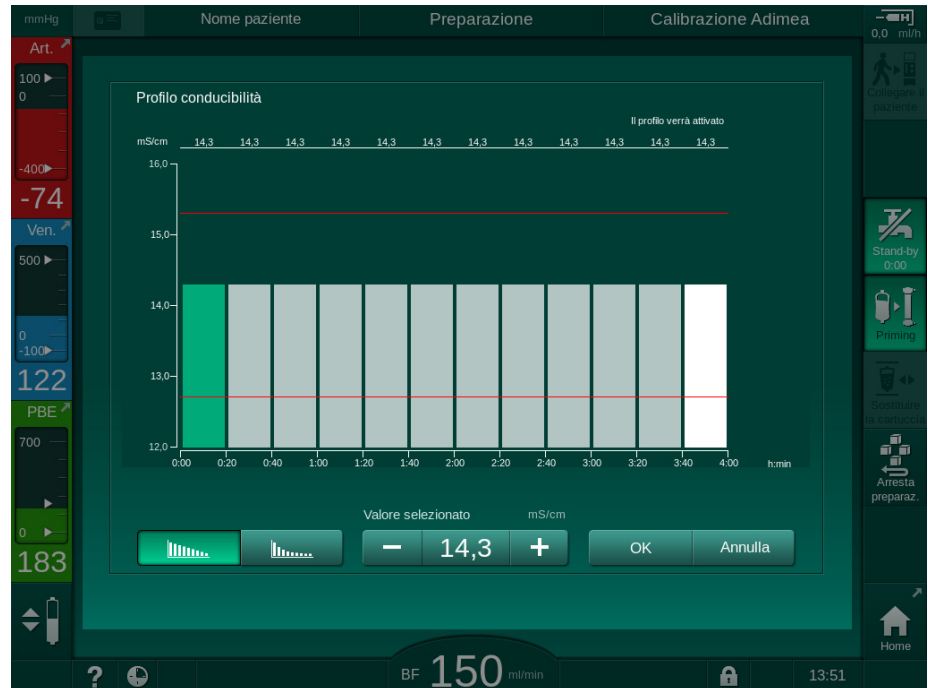 mmHg
Nome paziente
Preparazione
Calibrazione Adimea
0,0 ml/h
Art.
100
0
-400
-74
Ven.
500
0
-100
122
PBE
700
0
183
Profilo conducibilità
Il profilo verrà attivato
mS/cm 14,3 14,3 14,3 14,3 14,3 14,3 14,3 14,3 14,3 14,3 14,3 14,3
16,0
15,0
14,0
13,0
12,0
0:00 0:20 0:40 1:00 1:20 1:40 2:00 2:20 2:40 3:00 3:20 3:40 4:00 h:min
Valore selezionato mS/cm
− 14,3 +
OK
Annulla
Collegare il
paziente
Stand-by
0:00
Priming
Sostituire
la cartuccia
Arresta
preparaz.
Home
? BF 150 ml/min 13:51